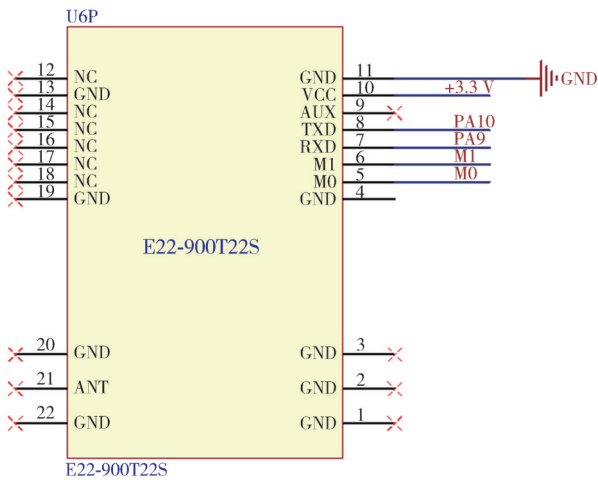 U6P
12 NC GND 11 GND
13 GND VCC 10 +3.3 V
14 NC AUX 9
15 NC TXD 8 PA10
16 NC RXD 7 PA9
17 NC M1 6 M1
18 NC M0 5 M0
19 GND GND 4
E22-900T22S
20 GND GND 3
21 ANT GND 2
22 GND GND 1
E22-900T22S